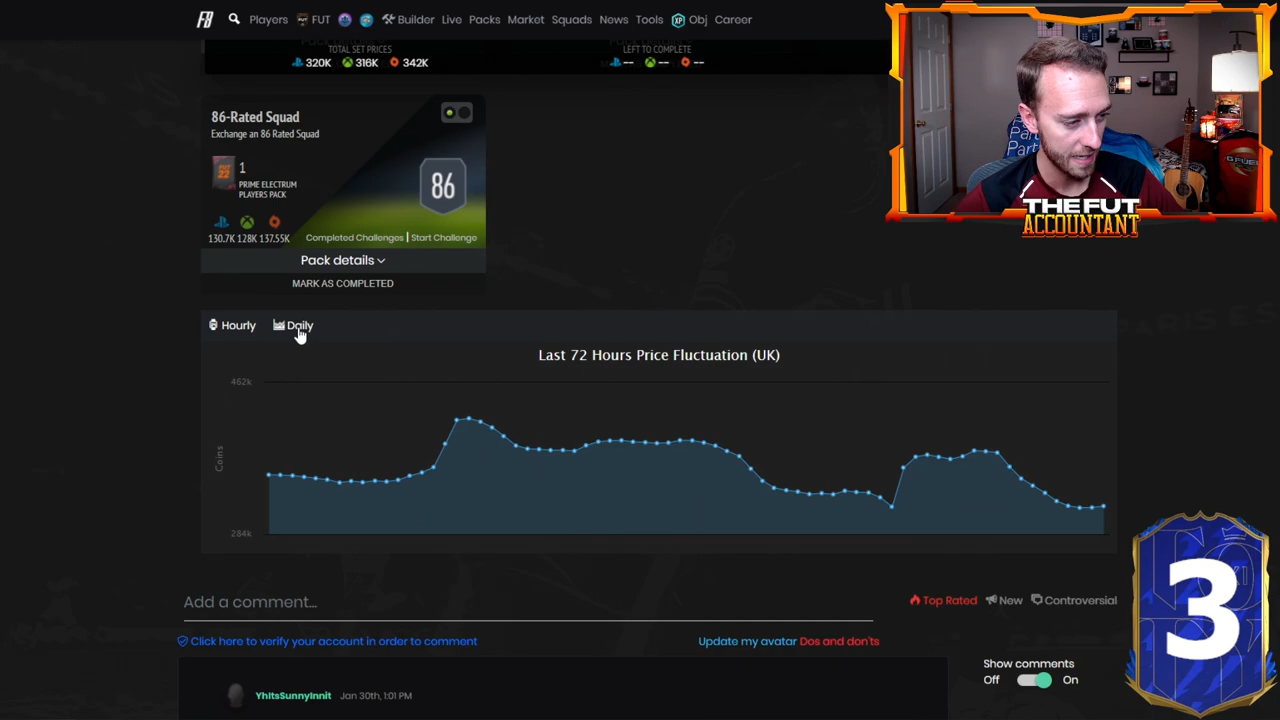 FB Players FUT Builder Live Packs Market Squads News Tools XP Obj Career
TOTAL SET PRICES
320K 316K 342K
LEFT TO COMPLETE
-- -- --
86-Rated Squad
Exchange an 86 Rated Squad
1
PRIME ELECTRUM
PLAYERS PACK
86
130.7K 128K 137.55K
Completed Challenges | Start Challenge
Pack details
MARK AS COMPLETED
Hourly Daily
Last 72 Hours Price Fluctuation (UK)
462k
Coins
284k
Add a comment...
Top Rated New Controversial
Click here to verify your account in order to comment
Update my avatar Dos and don'ts
Show comments
Off On
YhItsSunnyInnit Jan 30th, 1:01 PM
THE FUT
ACCOUNTANT
3